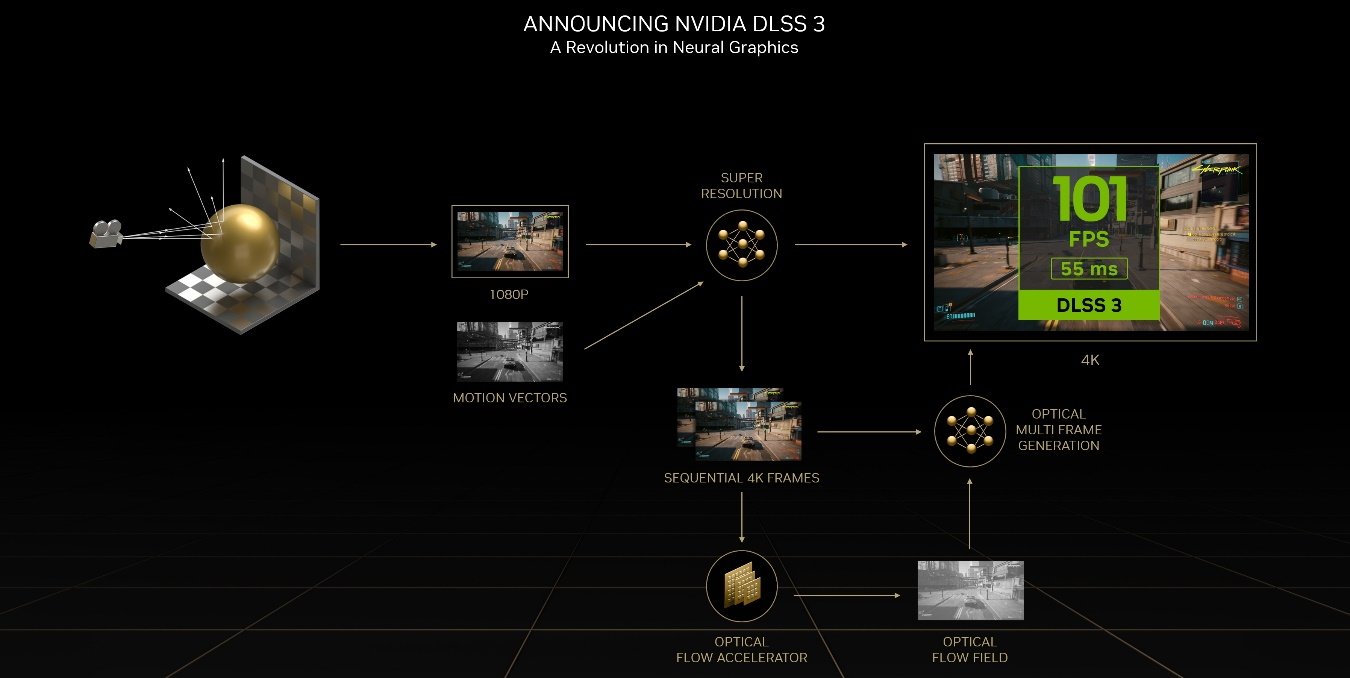 ANNOUNCING NVIDIA DLSS 3
A Revolution in Neural Graphics
SUPER
RESOLUTION
1080P
MOTION VECTORS
CYBERPUNK
101
FPS
55 ms
DLSS 3
4K
SEQUENTIAL 4K FRAMES
OPTICAL
MULTI FRAME
GENERATION
OPTICAL
FLOW ACCELERATOR
OPTICAL
FLOW FIELD